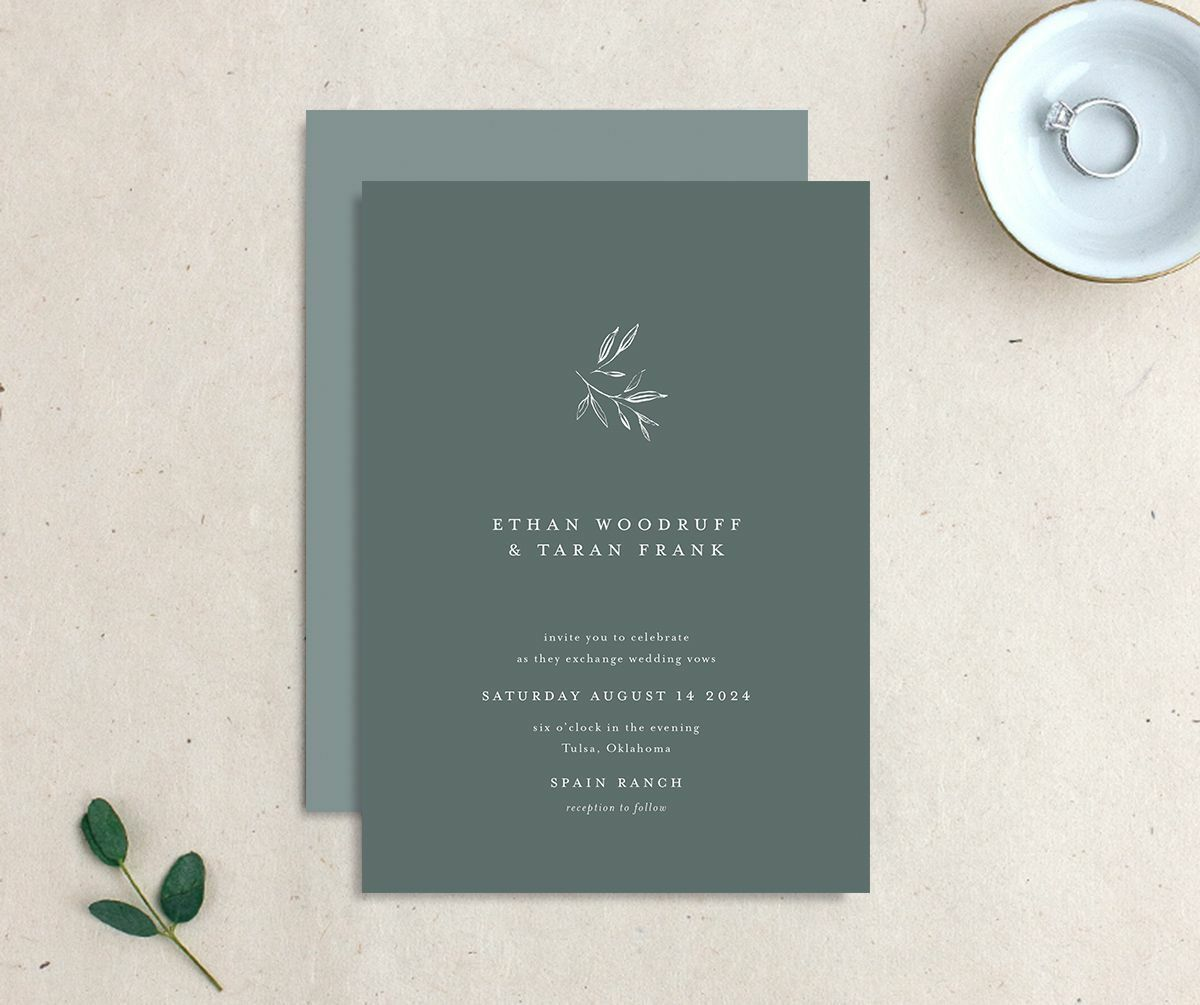 ETHAN WOODRUFF
& TARAN FRANK
invite you to celebrate
as they exchange wedding vows
SATURDAY AUGUST 14 2024
six o'clock in the evening
Tulsa, Oklahoma
SPAIN RANCH
reception to follow